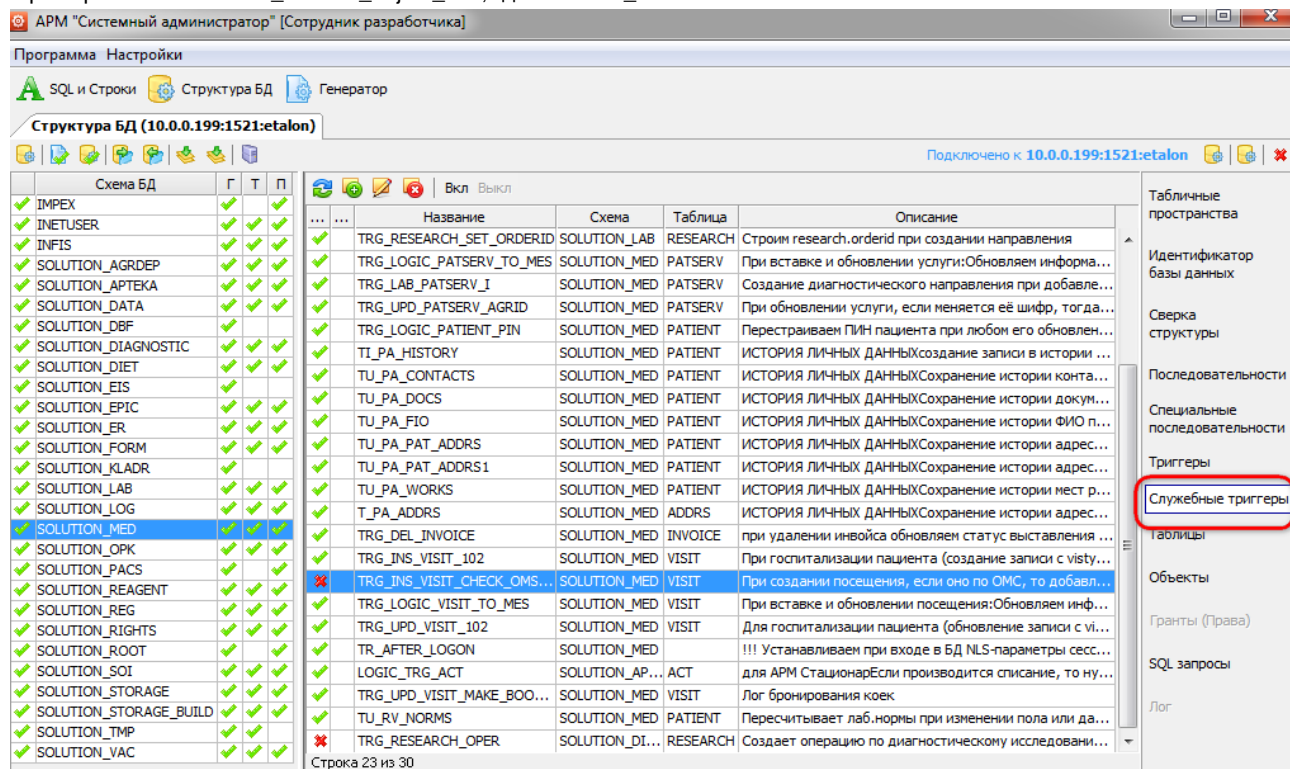 АРМ "Системный администратор" [Сотрудник разработчика]
Программа Настройки
SQL и Строки Структура БД Генератор
Структура БД (10.0.0.199:1521:etalon)
Подключено к 10.0.0.199:1521:etalon
Схема БД Г Т П
IMPEX
INETUSER
INFIS
SOLUTION_AGRDEP
SOLUTION_APTEKA
SOLUTION_DATA
SOLUTION_DBF
SOLUTION_DIAGNOSTIC
SOLUTION_DIET
SOLUTION_EIS
SOLUTION_EPIC
SOLUTION_ER
SOLUTION_FORM
SOLUTION_KLADR
SOLUTION_LAB
SOLUTION_LOG
SOLUTION_MED
SOLUTION_OPK
SOLUTION_PACS
SOLUTION_REAGENT
SOLUTION_REG
SOLUTION_RIGHTS
SOLUTION_ROOT
SOLUTION_SOI
SOLUTION_STORAGE
SOLUTION_STORAGE_BUILD
SOLUTION_TMP
SOLUTION_VAC
Вкл Выкл
... ... Название Схема Таблица Описание
TRG_RESEARCH_SET_ORDERID SOLUTION_LAB RESEARCH Строим research.orderid при создании направления
TRG_LOGIC_PATSERV_TO_MES SOLUTION_MED PATSERV При вставке и обновлении услуги:Обновляем информа...
TRG_LAB_PATSERV_I SOLUTION_MED PATSERV Создание диагностического направления при добавле...
TRG_UPD_PATSERV_AGRID SOLUTION_MED PATSERV При обновлении услуги, если меняется её шифр, тогда...
TRG_LOGIC_PATIENT_PIN SOLUTION_MED PATIENT Перестраиваем ПИН пациента при любом его обновлен...
TI_PA_HISTORY SOLUTION_MED PATIENT ИСТОРИЯ ЛИЧНЫХ ДАННЫХсоздание записи в истории ...
TU_PA_CONTACTS SOLUTION_MED PATIENT ИСТОРИЯ ЛИЧНЫХ ДАННЫХСохранение истории конта...
TU_PA_DOCS SOLUTION_MED PATIENT ИСТОРИЯ ЛИЧНЫХ ДАННЫХСохранение истории докум...
TU_PA_FIO SOLUTION_MED PATIENT ИСТОРИЯ ЛИЧНЫХ ДАННЫХСохранение истории ФИО п...
TU_PA_PAT_ADDRS SOLUTION_MED PATIENT ИСТОРИЯ ЛИЧНЫХ ДАННЫХСохранение истории адрес...
TU_PA_PAT_ADDRS1 SOLUTION_MED PATIENT ИСТОРИЯ ЛИЧНЫХ ДАННЫХСохранение истории адрес...
TU_PA_WORKS SOLUTION_MED PATIENT ИСТОРИЯ ЛИЧНЫХ ДАННЫХСохранение истории мест р...
T_PA_ADDRS SOLUTION_MED ADDRS ИСТОРИЯ ЛИЧНЫХ ДАННЫХСохранение истории адрес...
TRG_DEL_INVOICE SOLUTION_MED INVOICE при удалении инвойса обновляем статус выставления ...
TRG_INS_VISIT_102 SOLUTION_MED VISIT При госпитализации пациента (создание записи с visty...
TRG_INS_VISIT_CHECK_OMS... SOLUTION_MED VISIT При создании посещения, если оно по ОМС, то добавл...
TRG_LOGIC_VISIT_TO_MES SOLUTION_MED VISIT При вставке и обновлении посещения:Обновляем инф...
TRG_UPD_VISIT_102 SOLUTION_MED VISIT Для госпитализации пациента (обновление записи с vi...
TR_AFTER_LOGON SOLUTION_MED !!! Устанавливаем при входе в БД NLS-параметры сесс...
LOGIC_TRG_ACT SOLUTION_AP... ACT для АРМ СтационарЕсли производится списание, то ну...
TRG_UPD_VISIT_MAKE_BOO... SOLUTION_MED VISIT Лог бронирования коек
TU_RV_NORMS SOLUTION_MED PATIENT Пересчитывает лаб.нормы при изменении пола или да...
TRG_RESEARCH_OPER SOLUTION_DI... RESEARCH Создает операцию по диагностическому исследовани...
Строка 23 из 30
Табличные
пространства
Идентификатор
базы данных
Сверка
структуры
Последовательности
Специальные
последовательности
Триггеры
Служебные триггеры
Таблицы
Объекты
Гранты (Права)
SQL запросы
Лог